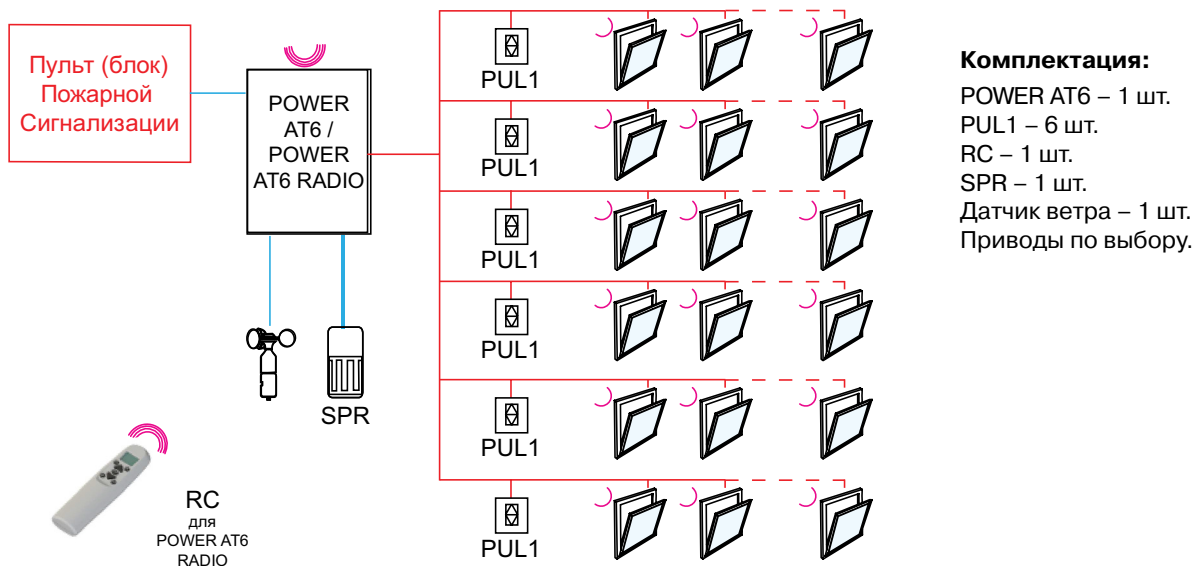 Пульт (блок)
Пожарной
Сигнализации
POWER
AT6 /
POWER
AT6 RADIO
SPR
RC
для
POWER AT6
RADIO
PUL1
PUL1
PUL1
PUL1
PUL1
PUL1
Комплектация:
POWER AT6 – 1 шт.
PUL1 – 6 шт.
RC – 1 шт.
SPR – 1 шт.
Датчик ветра – 1 шт.
Приводы по выбору.